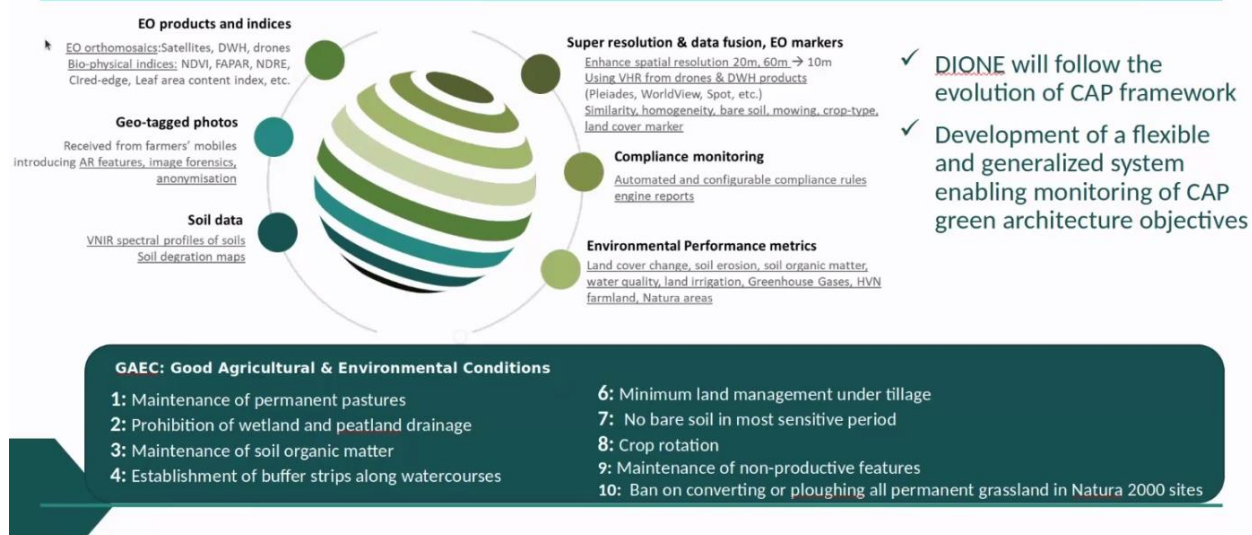 EO products and indices
EO orthomosaics:Satellites, DWH, drones
Bio-physical indices: NDVI, FAPAR, NDRE,
CIred-edge, Leaf area content index, etc.
Geo-tagged photos
Received from farmers' mobiles
introducing AR features, image forensics,
anonymisation
Soil data
VNIR spectral profiles of soils
Soil degration maps
Super resolution & data fusion, EO markers
Enhance spatial resolution 20m, 60m → 10m
Using VHR from drones & DWH products
(Pleiades, WorldView, Spot, etc.)
Similarity, homogeneity, bare soil, mowing, crop-type,
land cover marker
Compliance monitoring
Automated and configurable compliance rules
engine reports
Environmental Performance metrics
Land cover change, soil erosion, soil organic matter,
water quality, land irrigation, Greenhouse Gases, HVN
farmland, Natura areas
✓ DIONE will follow the
evolution of CAP framework
✓ Development of a flexible
and generalized system
enabling monitoring of CAP
green architecture objectives
GAEC: Good Agricultural & Environmental Conditions
1: Maintenance of permanent pastures
2: Prohibition of wetland and peatland drainage
3: Maintenance of soil organic matter
4: Establishment of buffer strips along watercourses
6: Minimum land management under tillage
7: No bare soil in most sensitive period
8: Crop rotation
9: Maintenance of non-productive features
10: Ban on converting or ploughing all permanent grassland in Natura 2000 sites